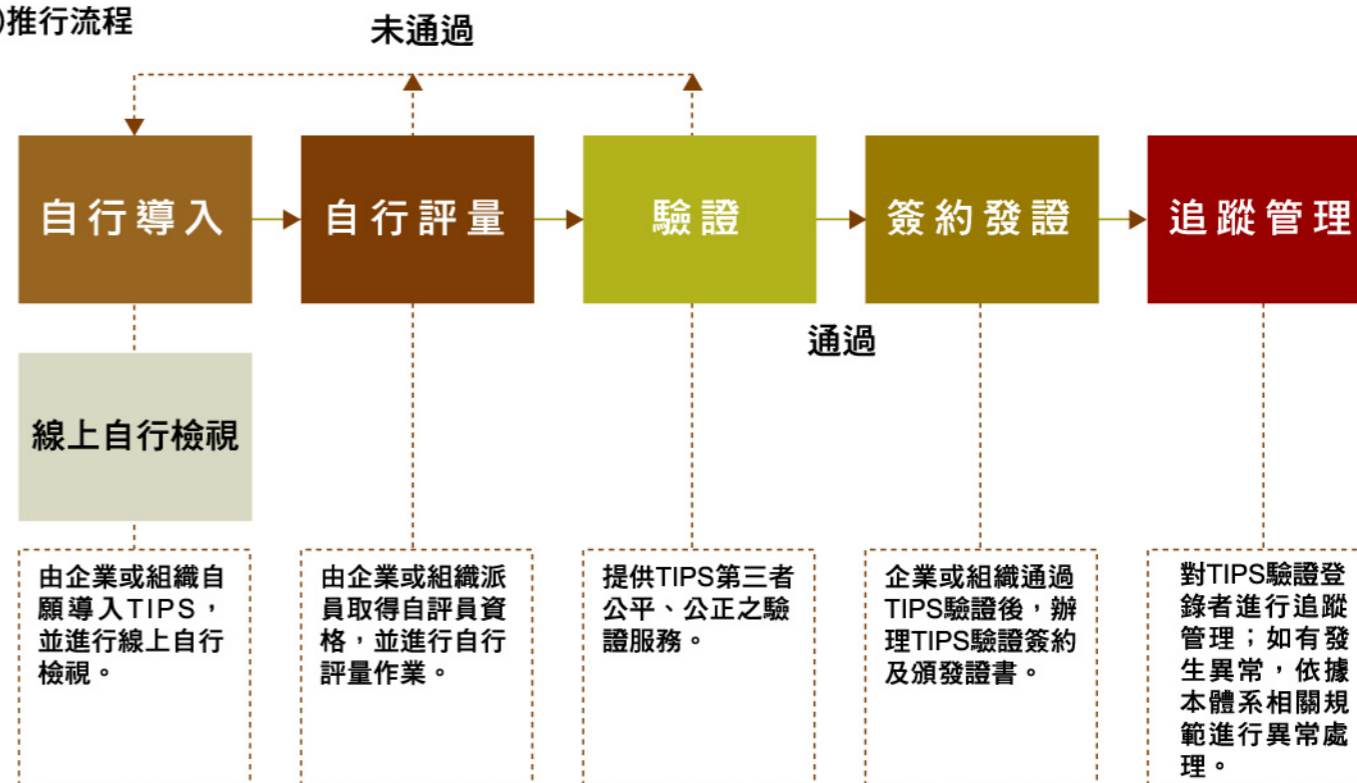 )推行流程
未通過
自行導入
自行評量
驗證
簽約發證
追蹤管理
通過
線上自行檢視
由企業或組織自
願導入TIPS，
並進行線上自行
檢視。
由企業或組織派
員取得自評員資
格，並進行自行
評量作業。
提供TIPS第三者
公平、公正之驗
證服務。
企業或組織通過
TIPS驗證後，辦
理TIPS驗證簽約
及頒發證書。
對TIPS驗證登
錄者進行追蹤
管理；如有發
生異常，依據
本體系相關規
範進行異常處
理。